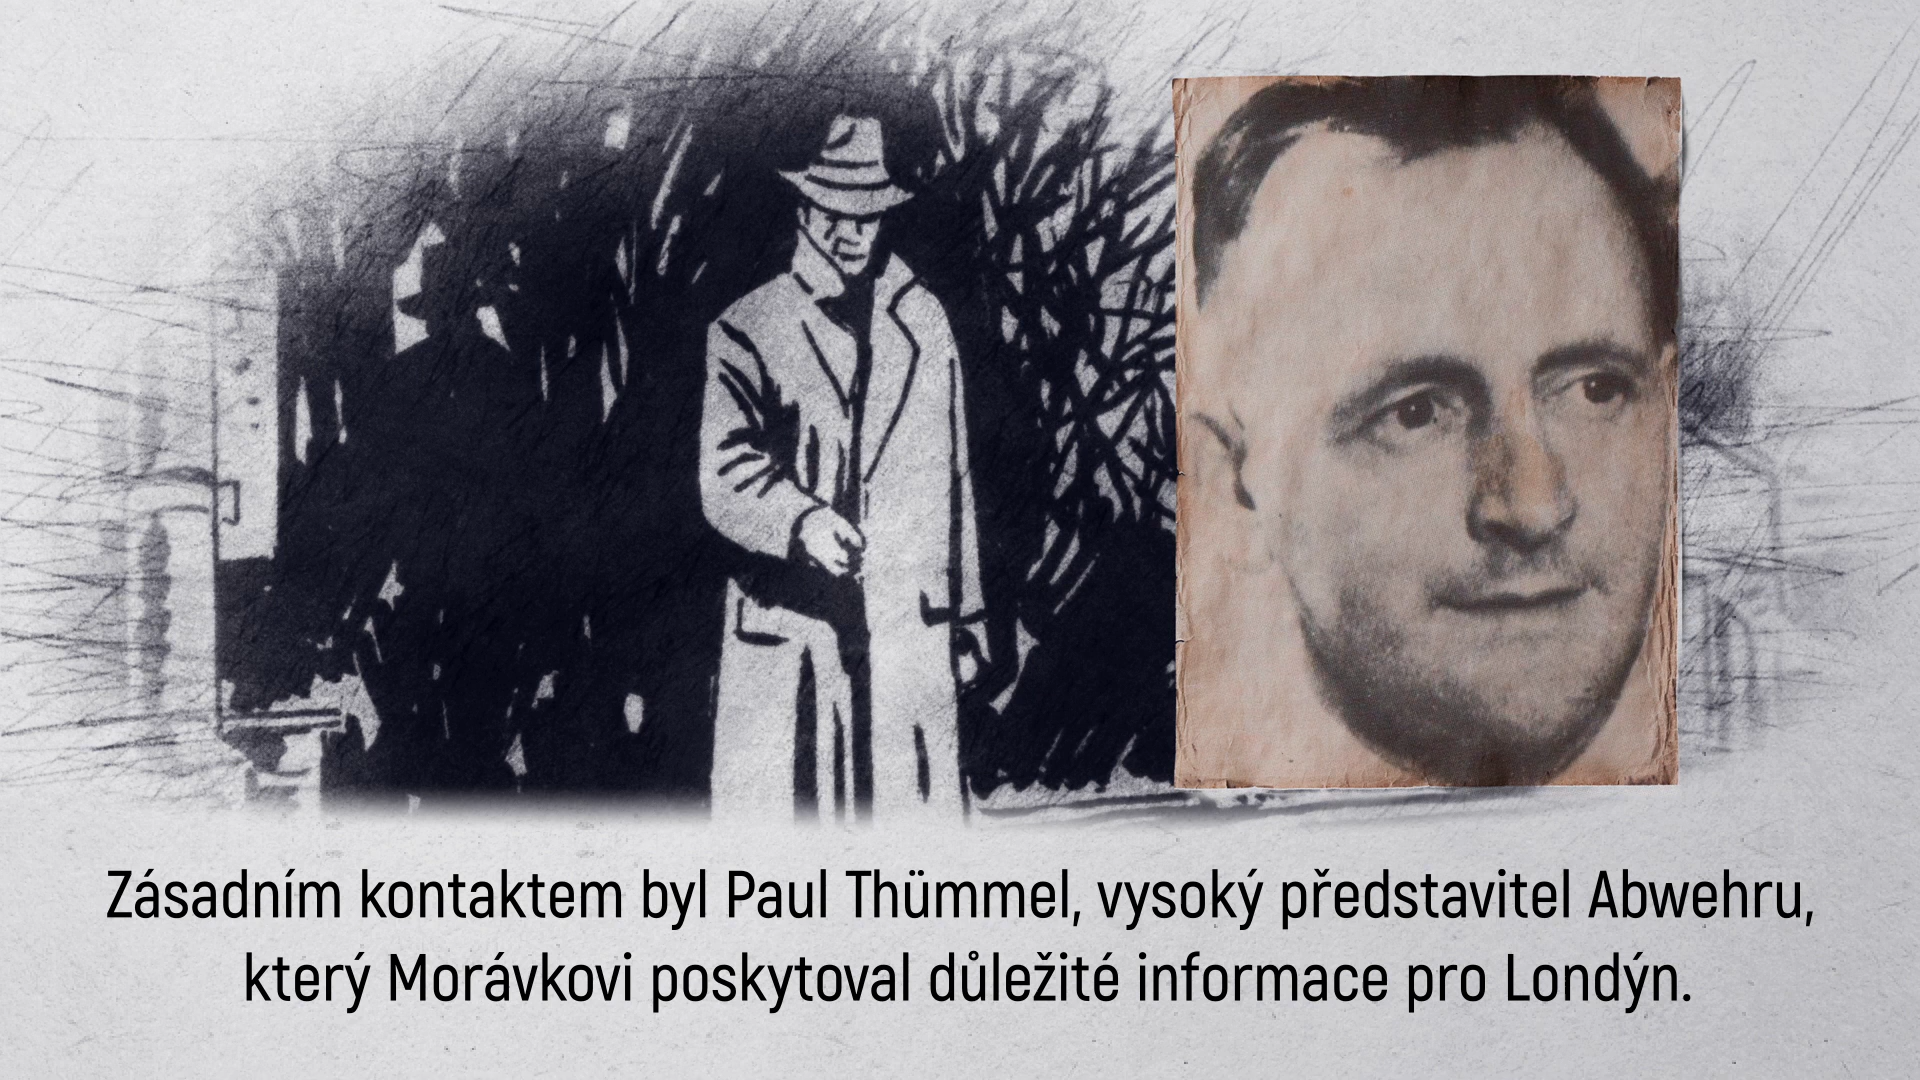 Zásadním kontaktem byl Paul Thümmel, vysoký představitel Abwehru,
který Morávkovi poskytoval důležité informace pro Londýn.